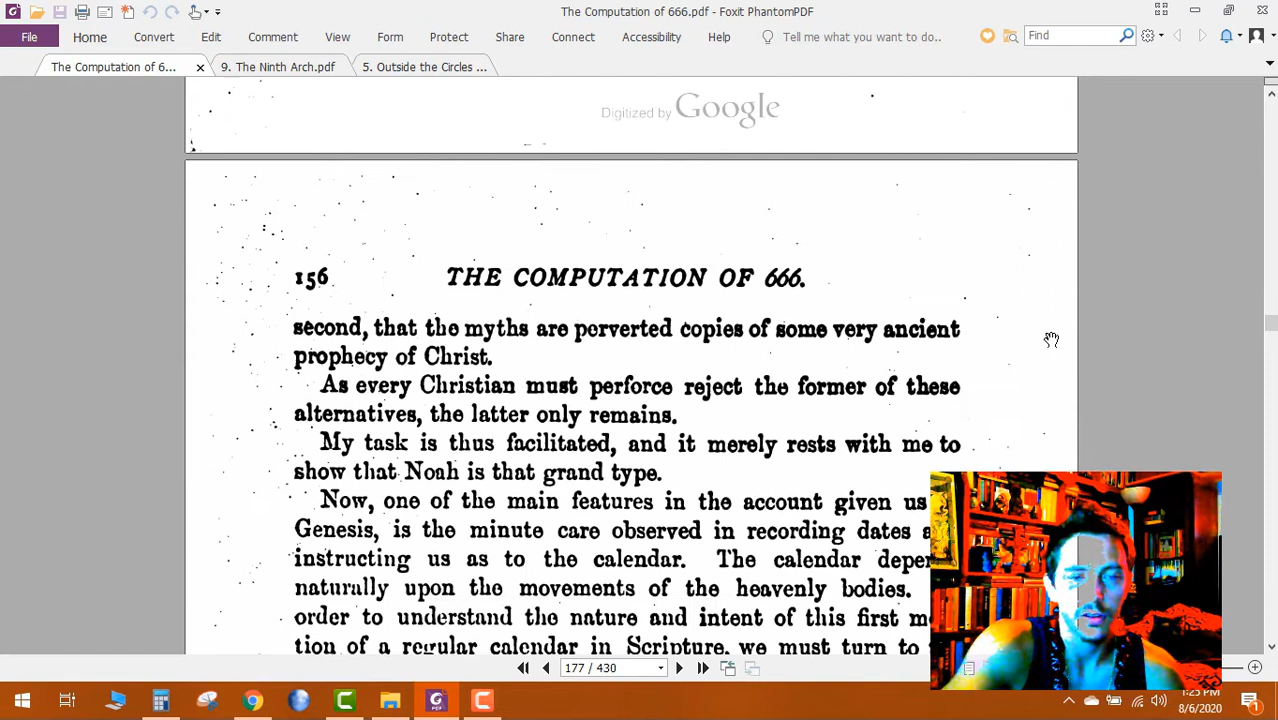 The Computation of 666.pdf - Foxit PhantomPDF
File Home Convert Edit Comment View Form Protect Share Connect Accessibility Help Tell me what you want to do.. Find
The Computation of 6... 9. The Ninth Arch.pdf 5. Outside the Circles ...
Digitized by Google
156 THE COMPUTATION OF 666.
second, that the myths are perverted copies of some very ancient
prophecy of Christ.
As every Christian must perforce reject the former of these
alternatives, the latter only remains.
My task is thus facilitated, and it merely rests with me to
show that Noah is that grand type.
Now, one of the main features in the account given us
Genesis, is the minute care observed in recording dates a
instructing us as to the calendar. The calendar depen
naturally upon the movements of the heavenly bodies.
order to understand the nature and intent of this first m
tion of a regular calendar in Scripture, we must turn to
177 / 430
1:25 PM
8/6/2020